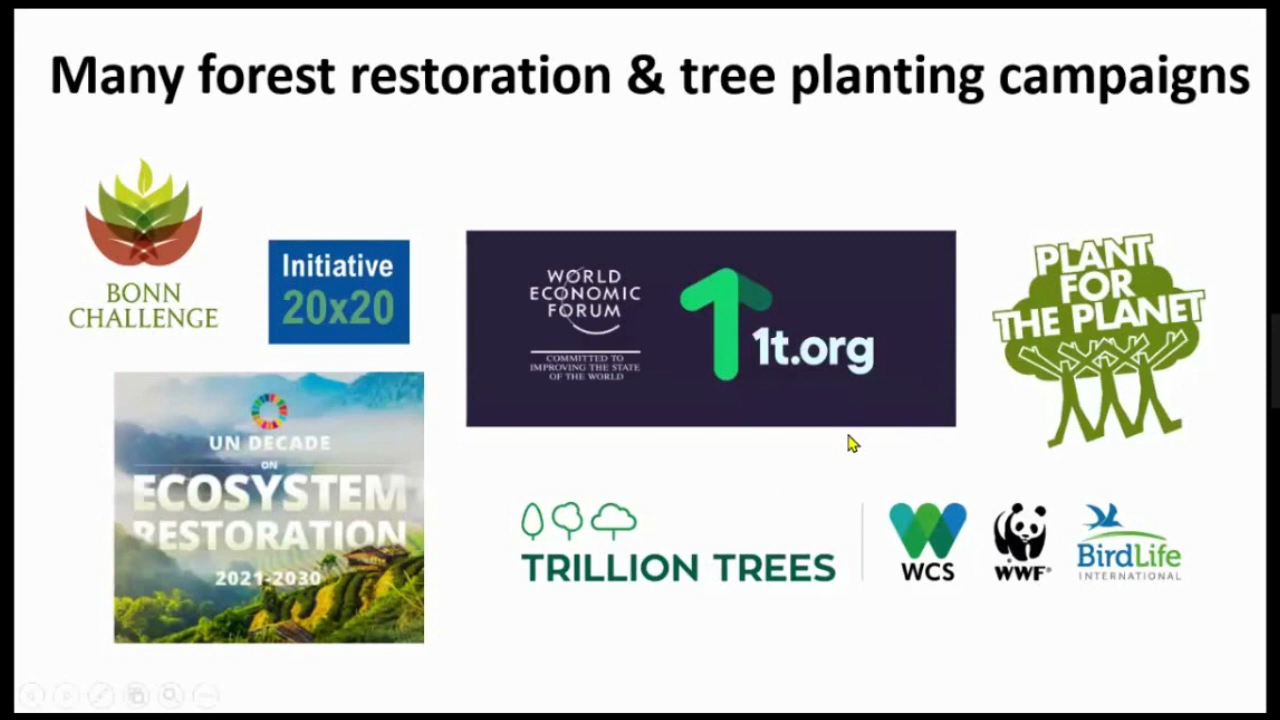 Many forest restoration & tree planting campaigns
BONN
CHALLENGE
Initiative
20x20
WORLD
ECONOMIC
FORUM
COMMITTED TO
IMPROVING THE STATE
OF THE WORLD
1t.org
PLANT
FOR
THE PLANET
UN DECADE
ON
ECOSYSTEM
RESTORATION
2021-2030
TRILLION TREES
WCS
WWF®
BirdLife
INTERNATIONAL